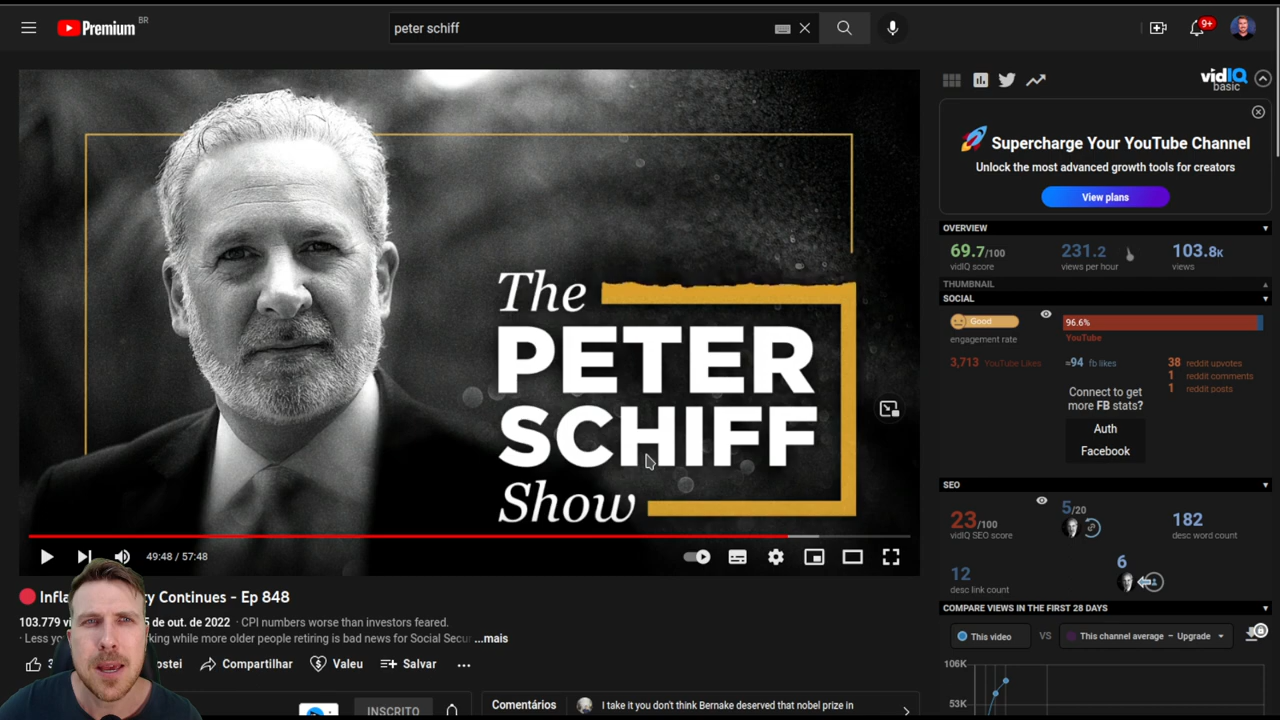 Premium BR
peter schiff
9+
The
PETER
SCHIFF
Show
49:48 / 57:48
Continues - Ep 848
103.779 de out. de 2022 · CPI numbers worse than investors feared.
· Less king while more older people retiring is bad news for Social Secur ...mais
Compartilhar
Valeu
Salvar
INSCRITO
Comentários
I take it you don't think Bernake deserved that nobel prize in
vidIQ
basic
Supercharge Your YouTube Channel
Unlock the most advanced growth tools for creators
View plans
OVERVIEW
69.7/100 231.2 103.8K
vidIQ score views per hour views
THUMBNAIL
SOCIAL
Good 96.6%
engagement rate YouTube
3,713 YouTube Likes ≈94 fb likes 38 reddit upvotes
1 reddit comments
1 reddit posts
Connect to get
more FB stats?
Auth
Facebook
SEO
23/100 5/20 182
vidIQ SEO score desc word count
12 6
desc link count
COMPARE VIEWS IN THE FIRST 28 DAYS
This video VS This channel average – Upgrade
106K
53K